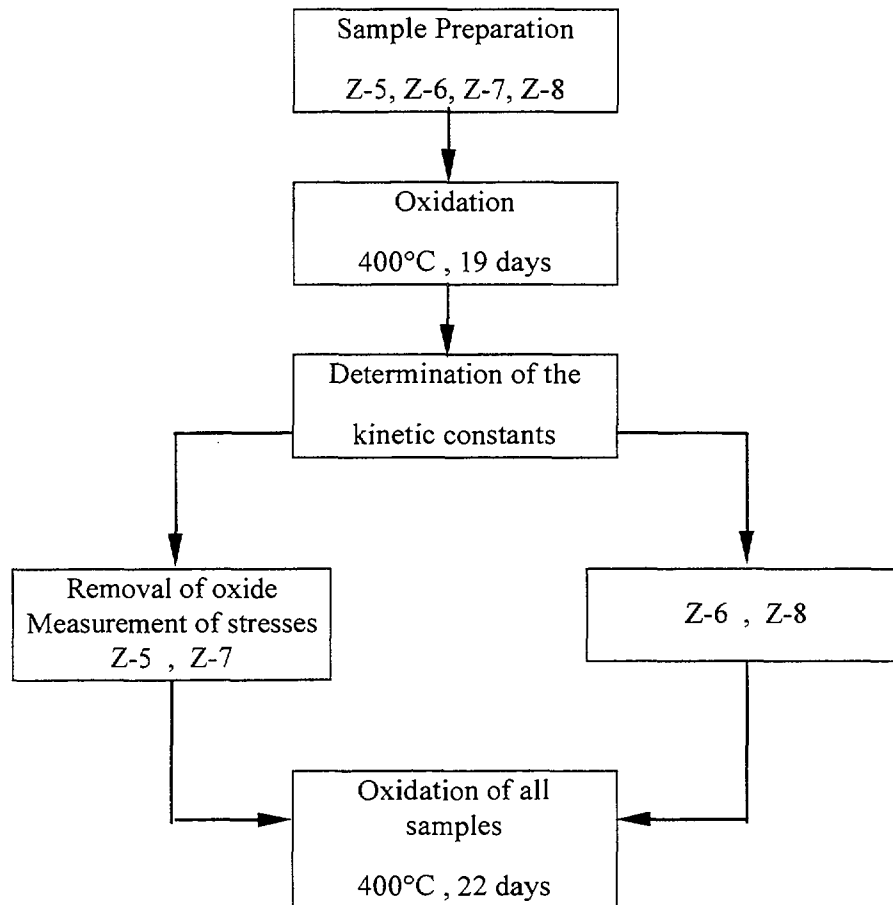 Sample Preparation
Z-5, Z-6, Z-7, Z-8
Oxidation
400°C , 19 days
Determination of the
kinetic constants
Removal of oxide
Measurement of stresses
Z-5 , Z-7
Z-6 , Z-8
Oxidation of all
samples
400°C , 22 days